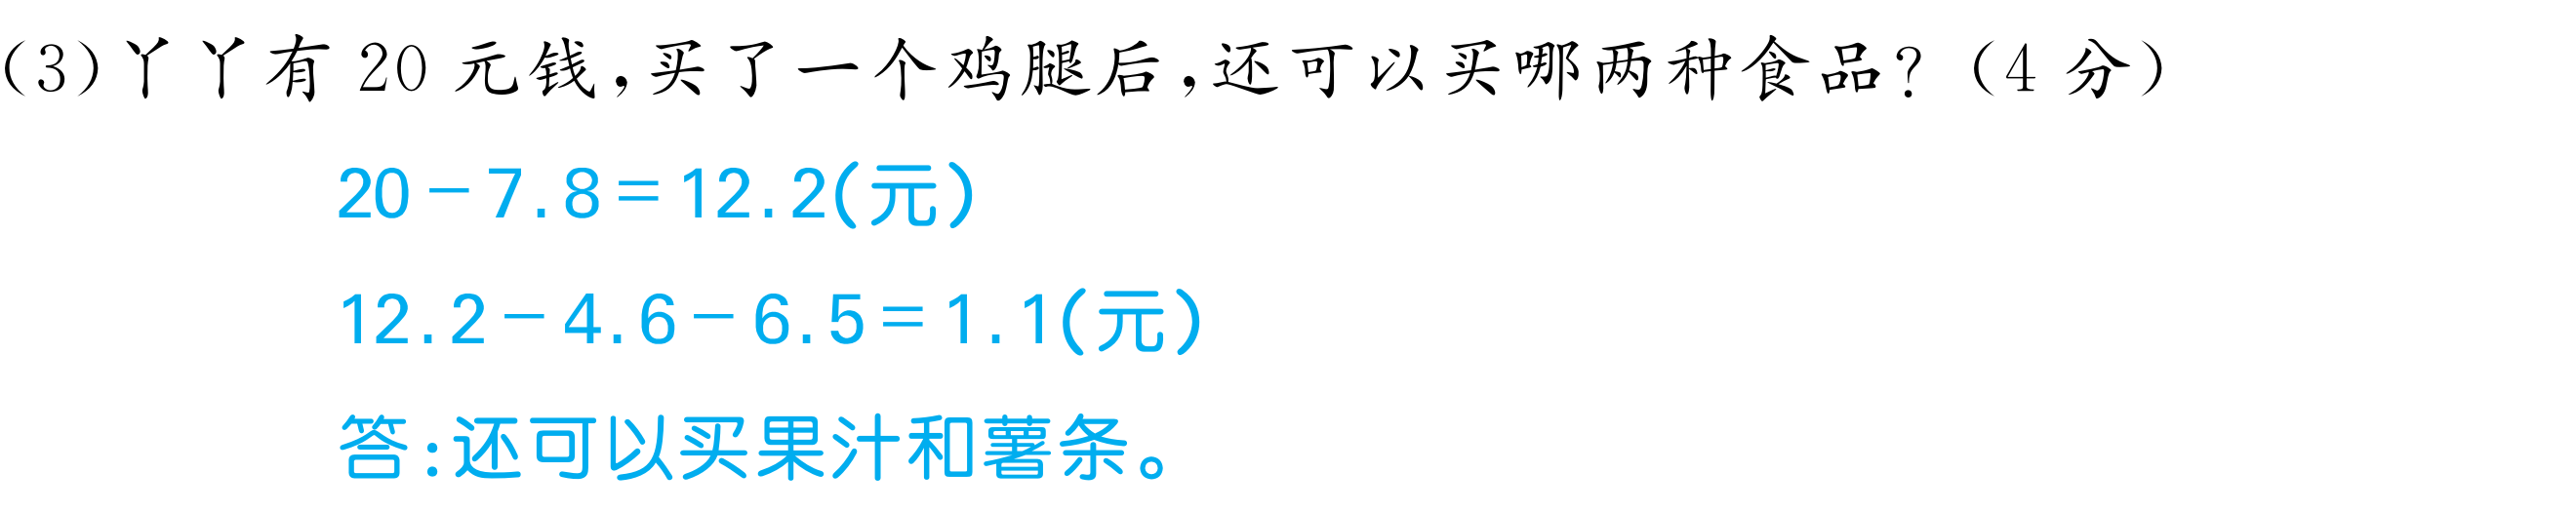 (3)丫丫有 20 元钱,买了一个鸡腿后,还可以买哪两种食品?(4 分)
20-7.8=12.2(元)
12.2-4.6-6.5=1.1(元)
答:还可以买果汁和薯条。